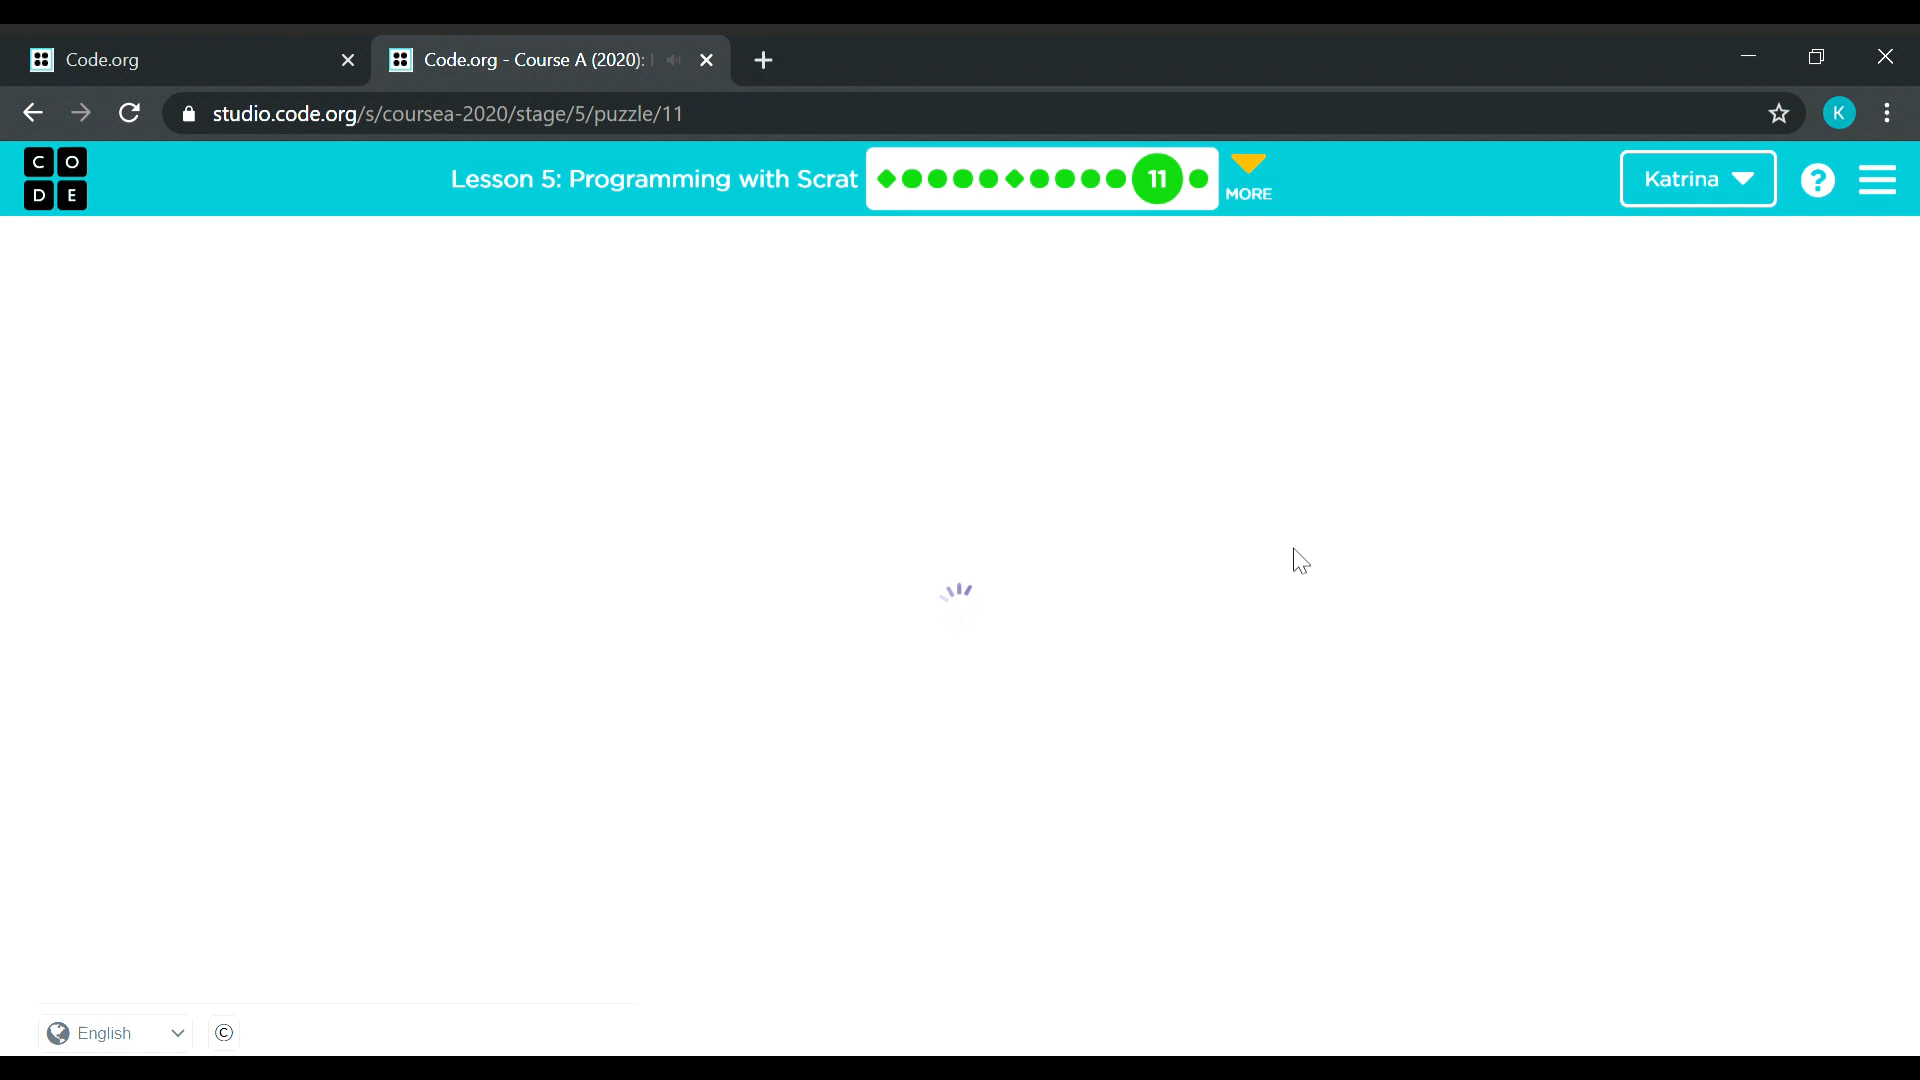 Code.org
Code.org - Course A (2020):
studio.code.org/s/coursea-2020/stage/5/puzzle/11
K
C O
D E
Lesson 5: Programming with Scrat
11
MORE
Katrina
?
English
©